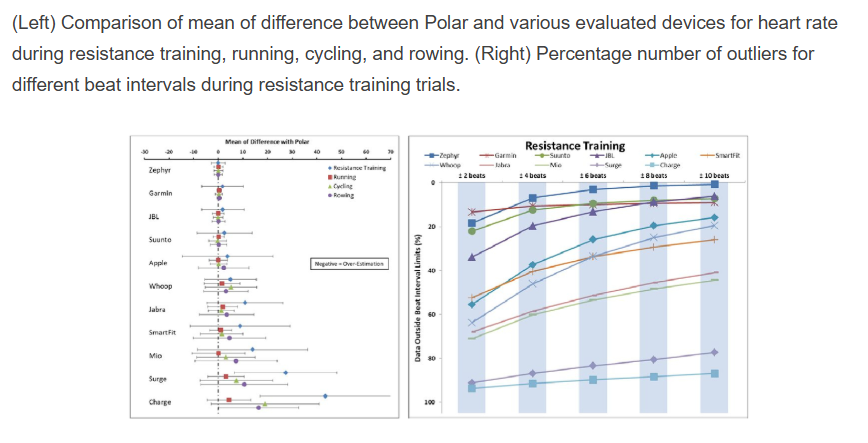 (Left) Comparison of mean of difference between Polar and various evaluated devices for heart rate
during resistance training, running, cycling, and rowing. (Right) Percentage number of outliers for
different beat intervals during resistance training trials.
Mean of Difference with Polar
-30 -20 -10 0 10 20 30 40 50 60 70
Resistance Training
Running
Cycling
Rowing
Zephyr
Garmin
JBL
Suunto
Apple
Negative = Over-Estimation
Whoop
Jabra
SmartFit
Mio
Surge
Charge
Resistance Training
Zephyr Garmin Suunto JBL Apple SmartFit
Whoop Jabra Mio Surge Charge
± 2 beats ± 4 beats ± 6 beats ± 8 beats ± 10 beats
Data Outside Beat Internal Limits (%)
0
20
40
60
80
100